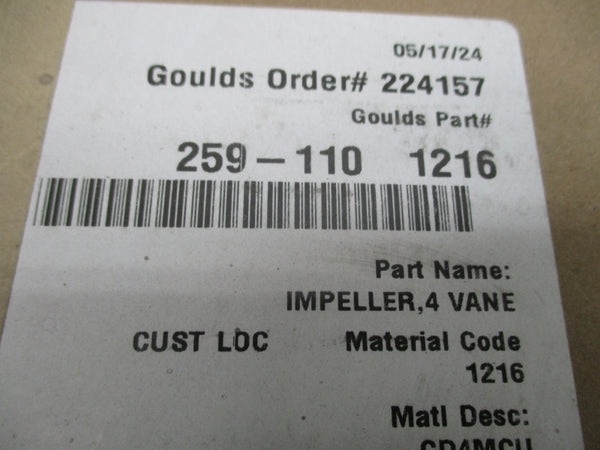 05/17/24
Goulds Order# 224157
Goulds Part#
259-110 1216
Part Name:
IMPELLER,4 VANE
CUST LOC Material Code
1216
Matl Desc:
CD4MCU